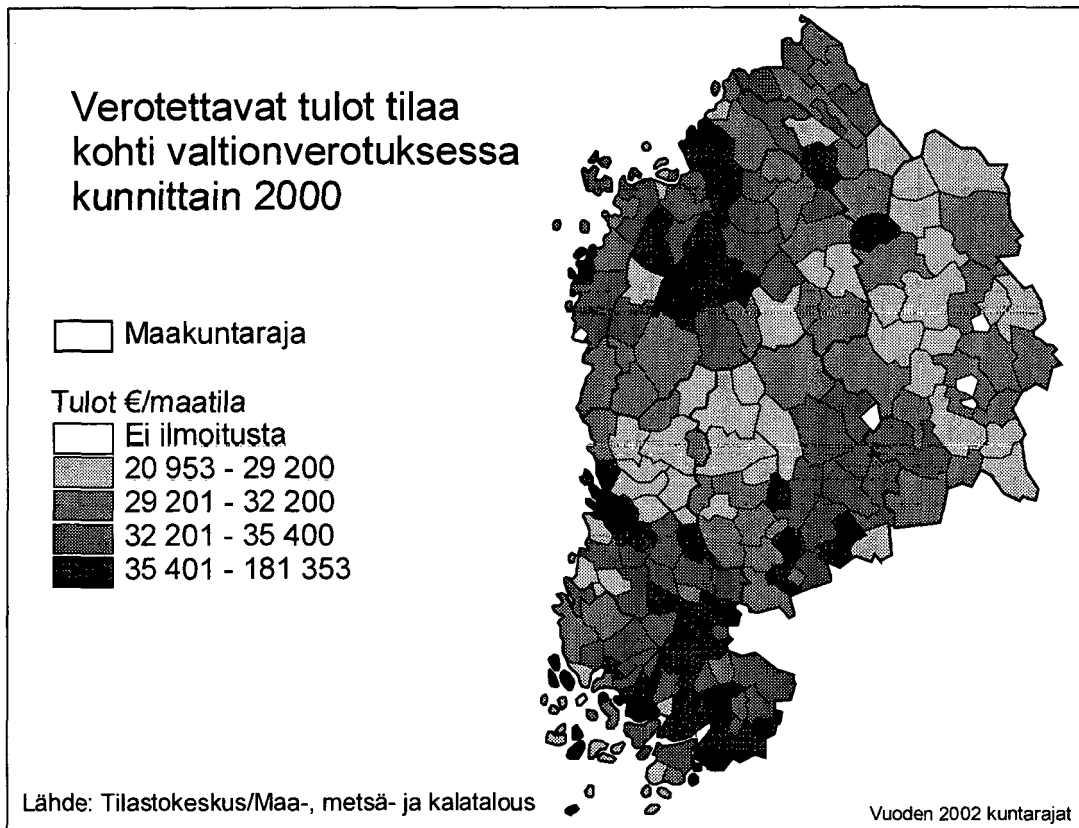 Verotettavat tulot tilaa
kohti valtionverotuksessa
kunnittain 2000
Maakuntaraja
Tulot €/maatila
Ei ilmoitusta
20 953 - 29 200
29 201 - 32 200
32 201 - 35 400
35 401 - 181 353
Lähde: Tilastokeskus/Maa-, metsä- ja kalatalous
Vuoden 2002 kuntarajat